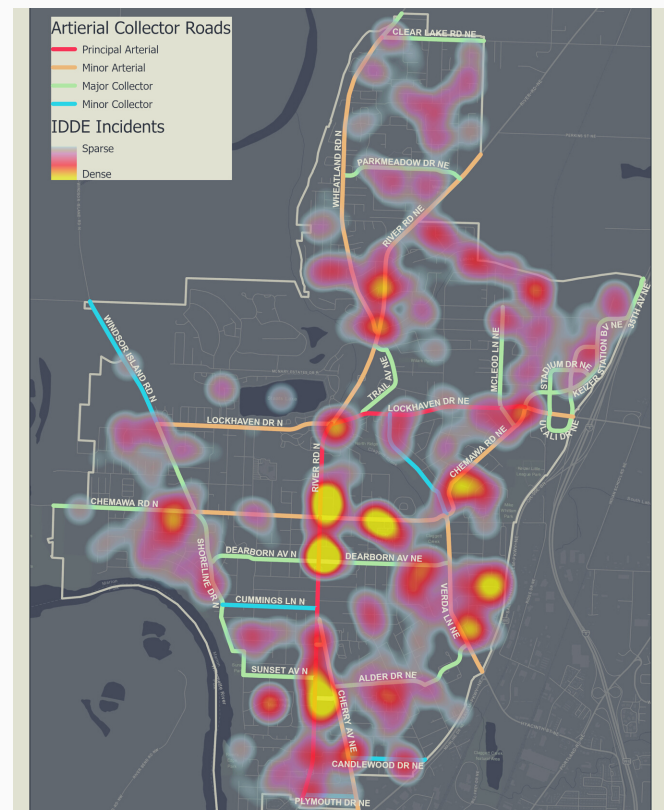 Artierial Collector Roads
Principal Arterial
Minor Arterial
Major Collector
Minor Collector
IDDE Incidents
Sparse
Dense
CLEAR LAKE RD NE
WHEATLAND RD N
PARKMEADOW DR NE
RIVER RD NE
35TH AV NE
WINDSOR ISLAND RD N
MCLEOD LN NE
STADIUM DR NE
KEIZER STATION BLV NE
TRAIL AV NE
LOCKHAVEN DR NE
LOCKHAVEN DR N
ULALI DR NE
RIVER RD N
CHEMAWA RD NE
CHEMAWA RD N
DEARBORN AV N
DEARBORN AV NE
SHORELINE DR N
CUMMINGS LN N
VERDA LN NE
SUNSET AV N
ALDER DR NE
CHERRY AV NE
CANDLEWOOD DR NE
PLYMOUTH DR NE